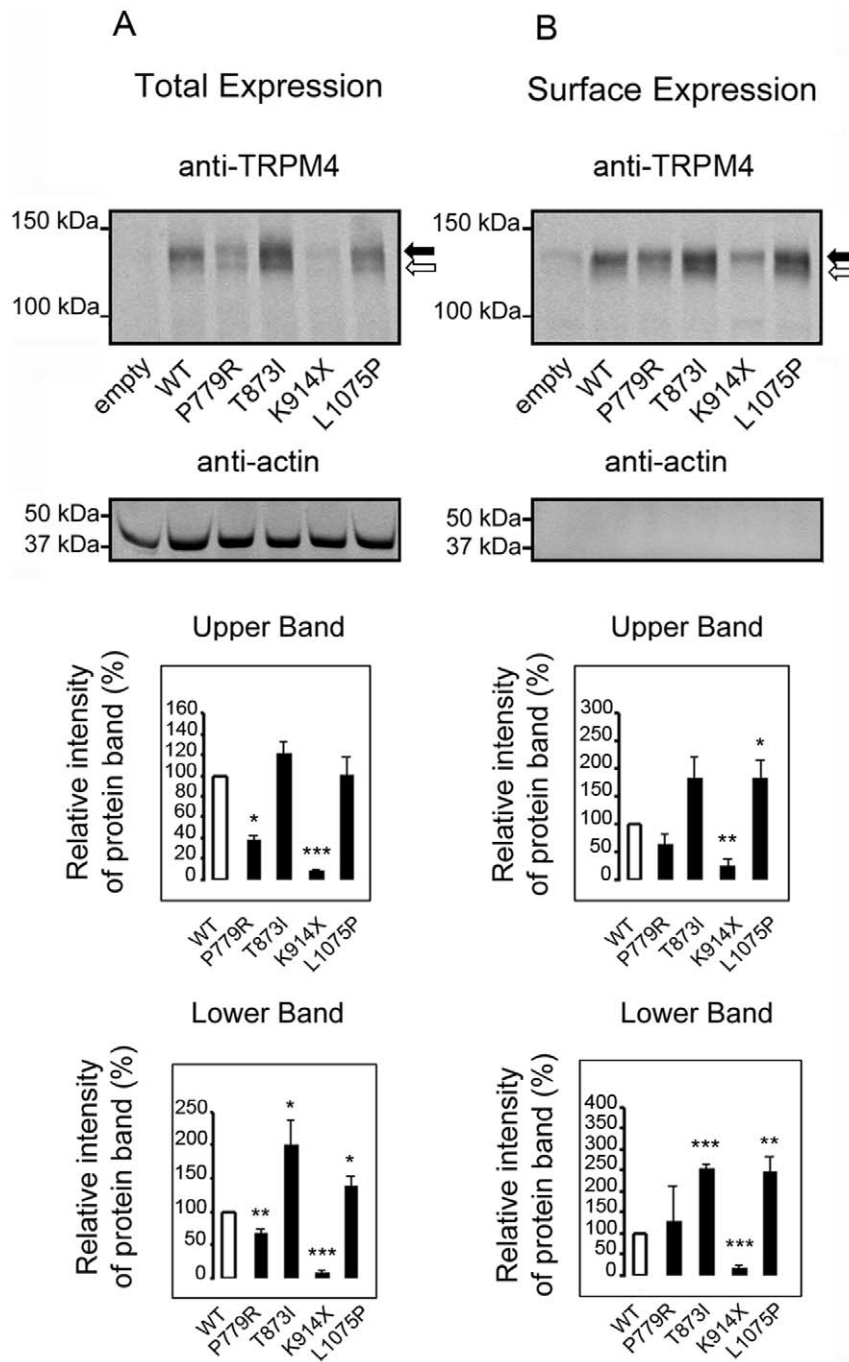 A
Total Expression
anti-TRPM4
150 kDa
100 kDa
empty
WT
P779R
T873I
K914X
L1075P
anti-actin
50 kDa
37 kDa
Upper Band
Relative intensity
of protein band (%)
160
140
120
100
80
60
40
20
0
*
***
WT
P779R
T873I
K914X
L1075P
Lower Band
Relative intensity
of protein band (%)
250
200
150
100
50
0
**
*
***
*
WT
P779R
T873I
K914X
L1075P
B
Surface Expression
anti-TRPM4
150 kDa
100 kDa
empty
WT
P779R
T873I
K914X
L1075P
anti-actin
50 kDa
37 kDa
Upper Band
Relative intensity
of protein band (%)
300
250
200
150
100
50
0
**
*
WT
P779R
T873I
K914X
L1075P
Lower Band
Relative intensity
of protein band (%)
400
350
300
250
200
150
100
50
0
***
***
**
WT
P779R
T873I
K914X
L1075P